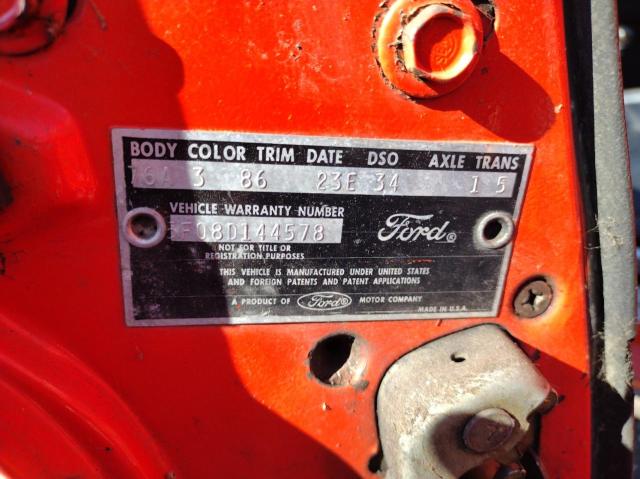 BODY COLOR TRIM DATE DSO AXLE TRANS
76A 3 86 23E 34 1 5
VEHICLE WARRANTY NUMBER
5F08D144578
Ford®
NOT FOR TITLE OR
REGISTRATION PURPOSES
THIS VEHICLE IS MANUFACTURED UNDER UNITED STATES
AND FOREIGN PATENTS AND PATENT APPLICATIONS
A PRODUCT OF Ford® MOTOR COMPANY
MADE IN U.S.A.